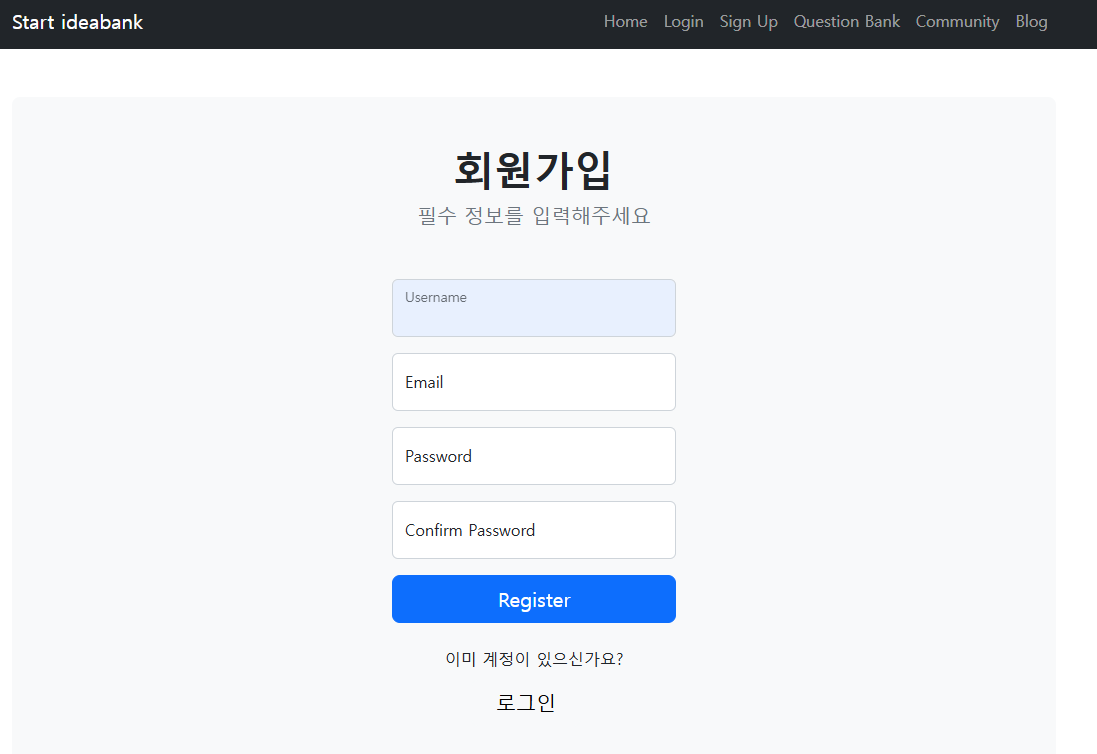 Start ideabank Home Login Sign Up Question Bank Community Blog
회원가입
필수 정보를 입력해주세요
Username
Email
Password
Confirm Password
Register
이미 계정이 있으신가요?
로그인